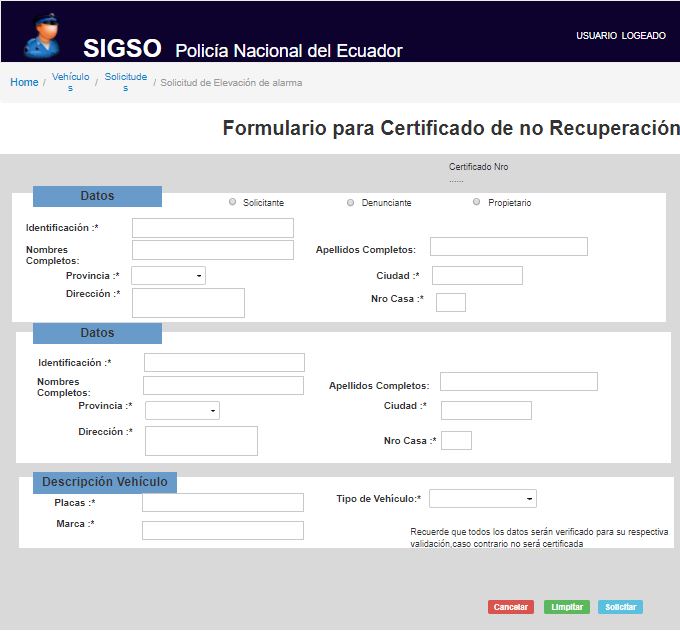 SIGSO Policía Nacional del Ecuador
USUARIO LOGEADO
Home / Vehículos / Solicitudes / Solicitud de Elevación de alarma
Formulario para Certificado de no Recuperación
Certificado Nro
......
Datos
Solicitante Denunciante Propietario
Identificación :*
Nombres Completos: Apellidos Completos:
Provincia :* Ciudad :*
Dirección :* Nro Casa :*
Datos
Identificación :*
Nombres Completos: Apellidos Completos:
Provincia :* Ciudad :*
Dirección :* Nro Casa :*
Descripción Vehículo
Placas :* Tipo de Vehículo:*
Marca :*
Recuerde que todos los datos serán verificado para su respectiva
validación,caso contrario no será certificada
Cancelar Limpitar Solicitar